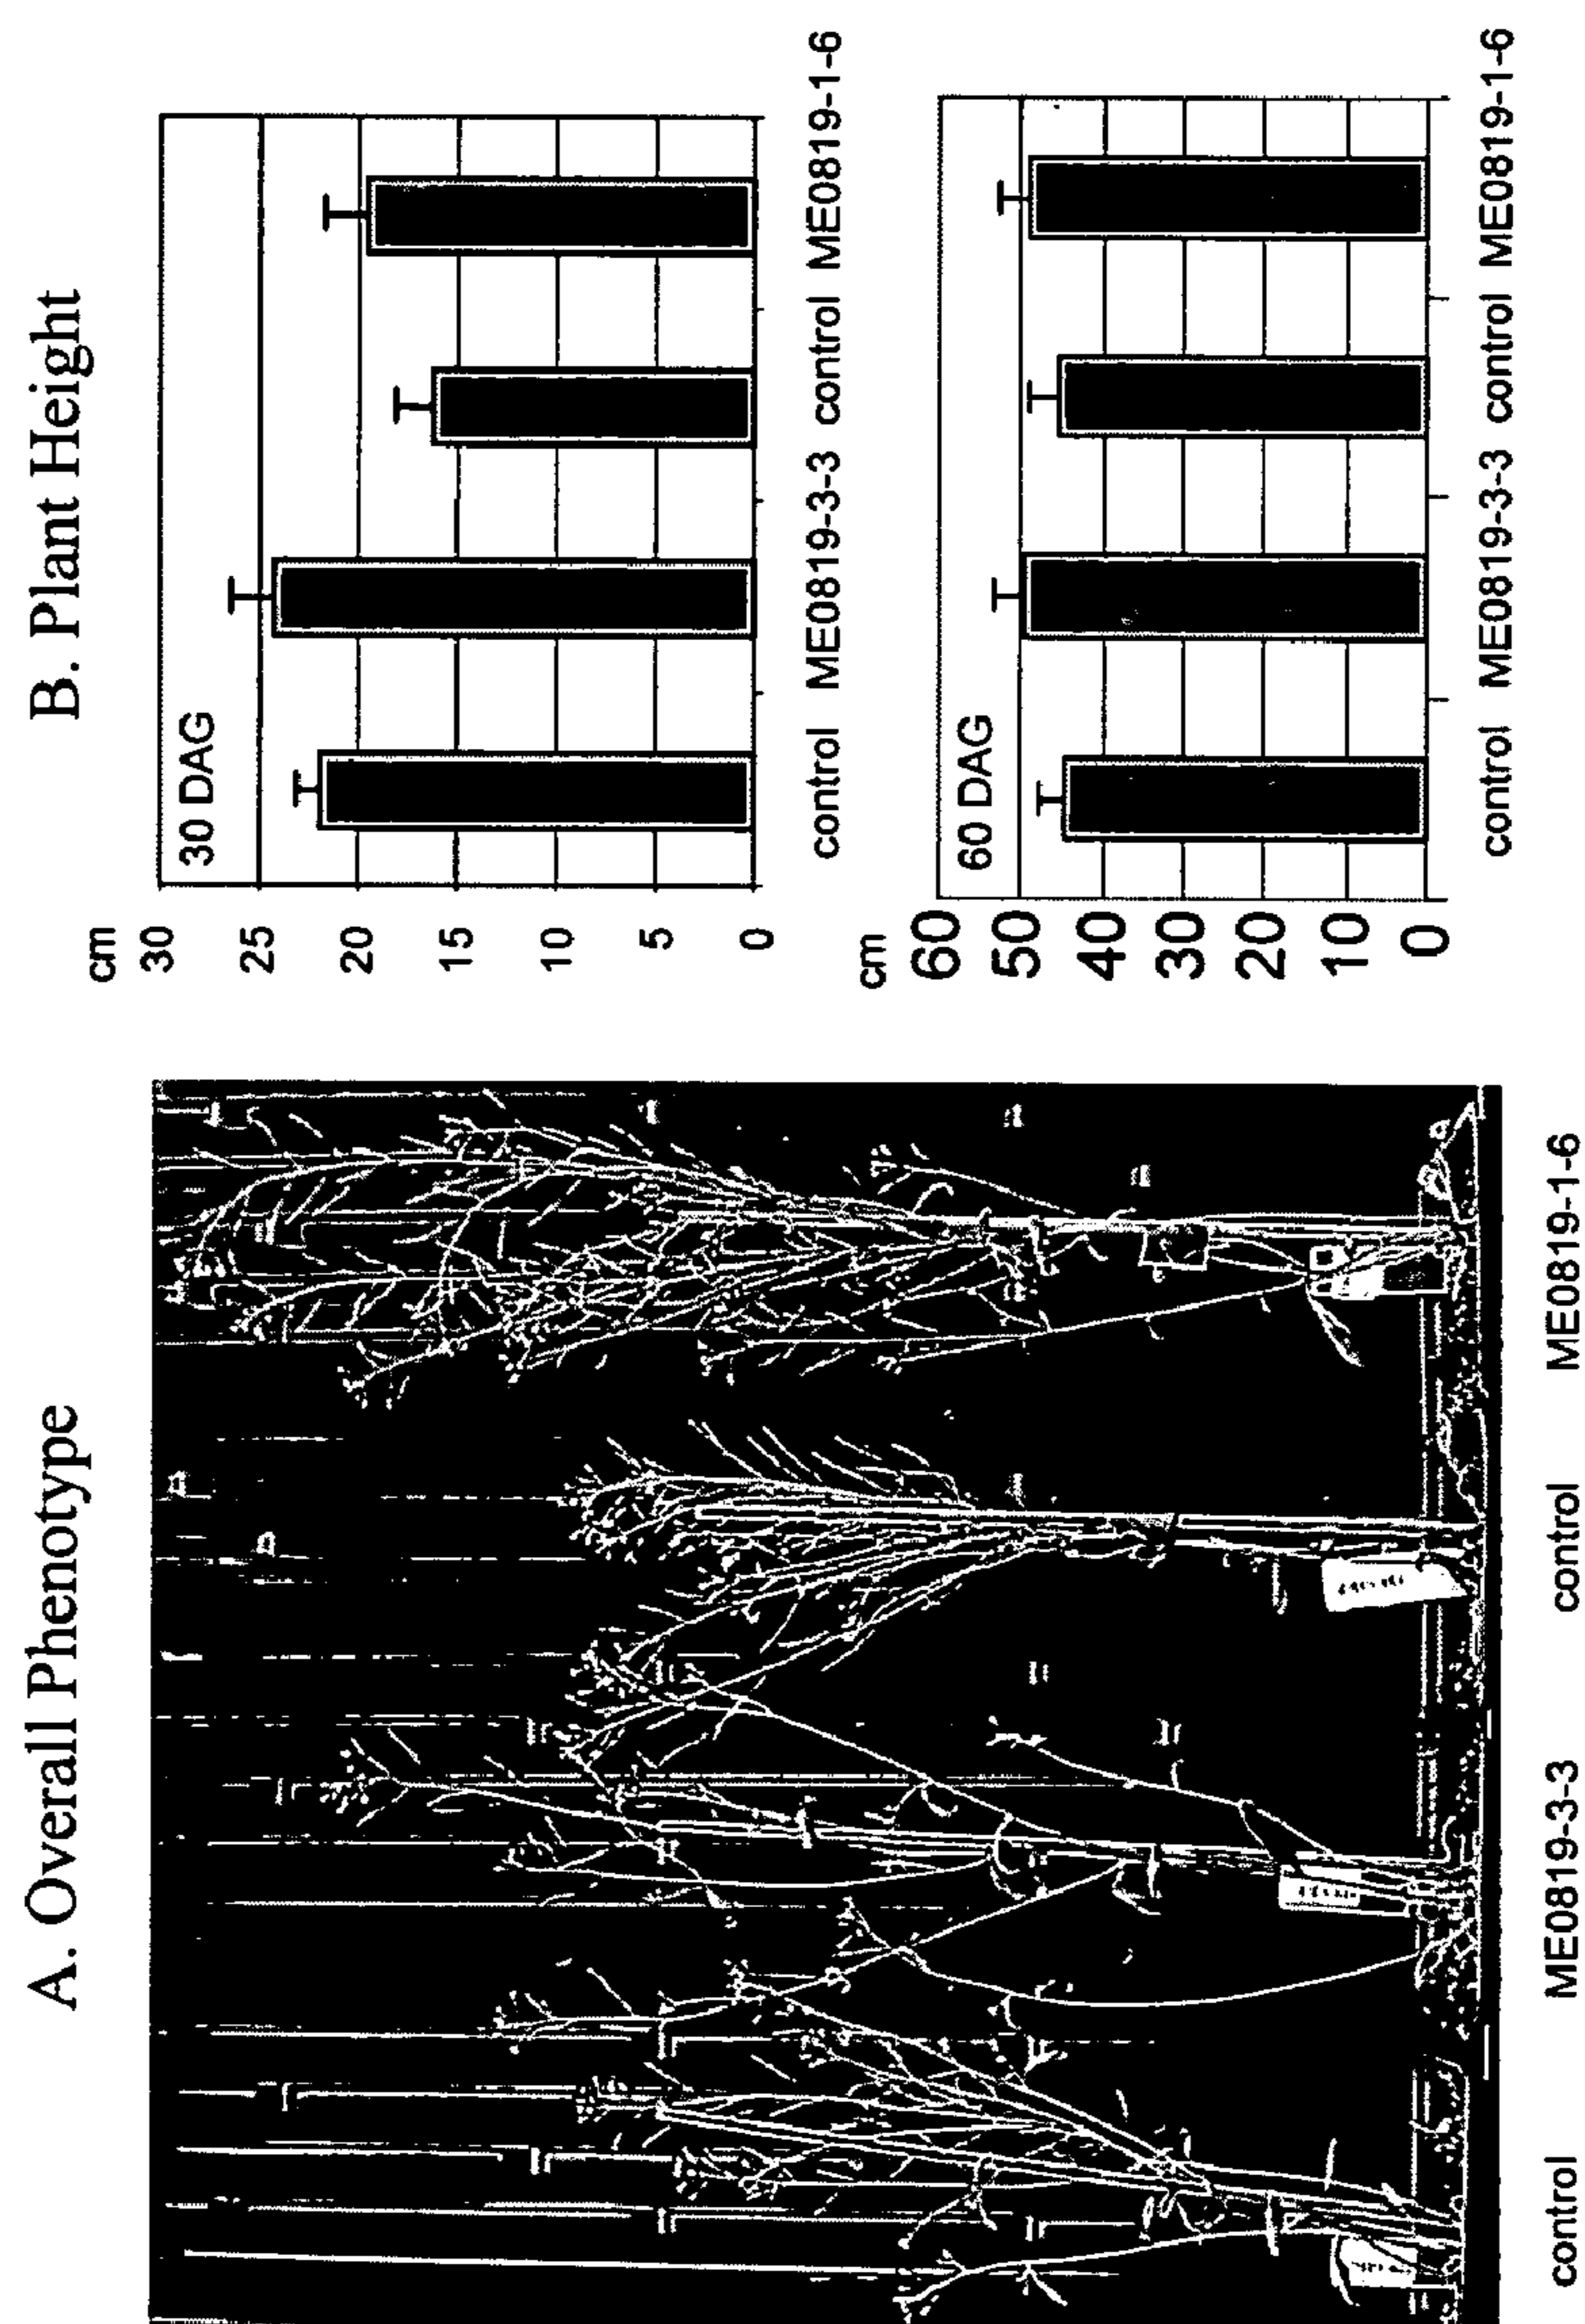 A. Overall Phenotype
control ME0819-3-3 control ME0819-1-6
B. Plant Height
cm
30
25
20
15
10
5
0
30 DAG
control ME0819-3-3 control ME0819-1-6
cm
60
50
40
30
20
10
0
60 DAG
control ME0819-3-3 control ME0819-1-6